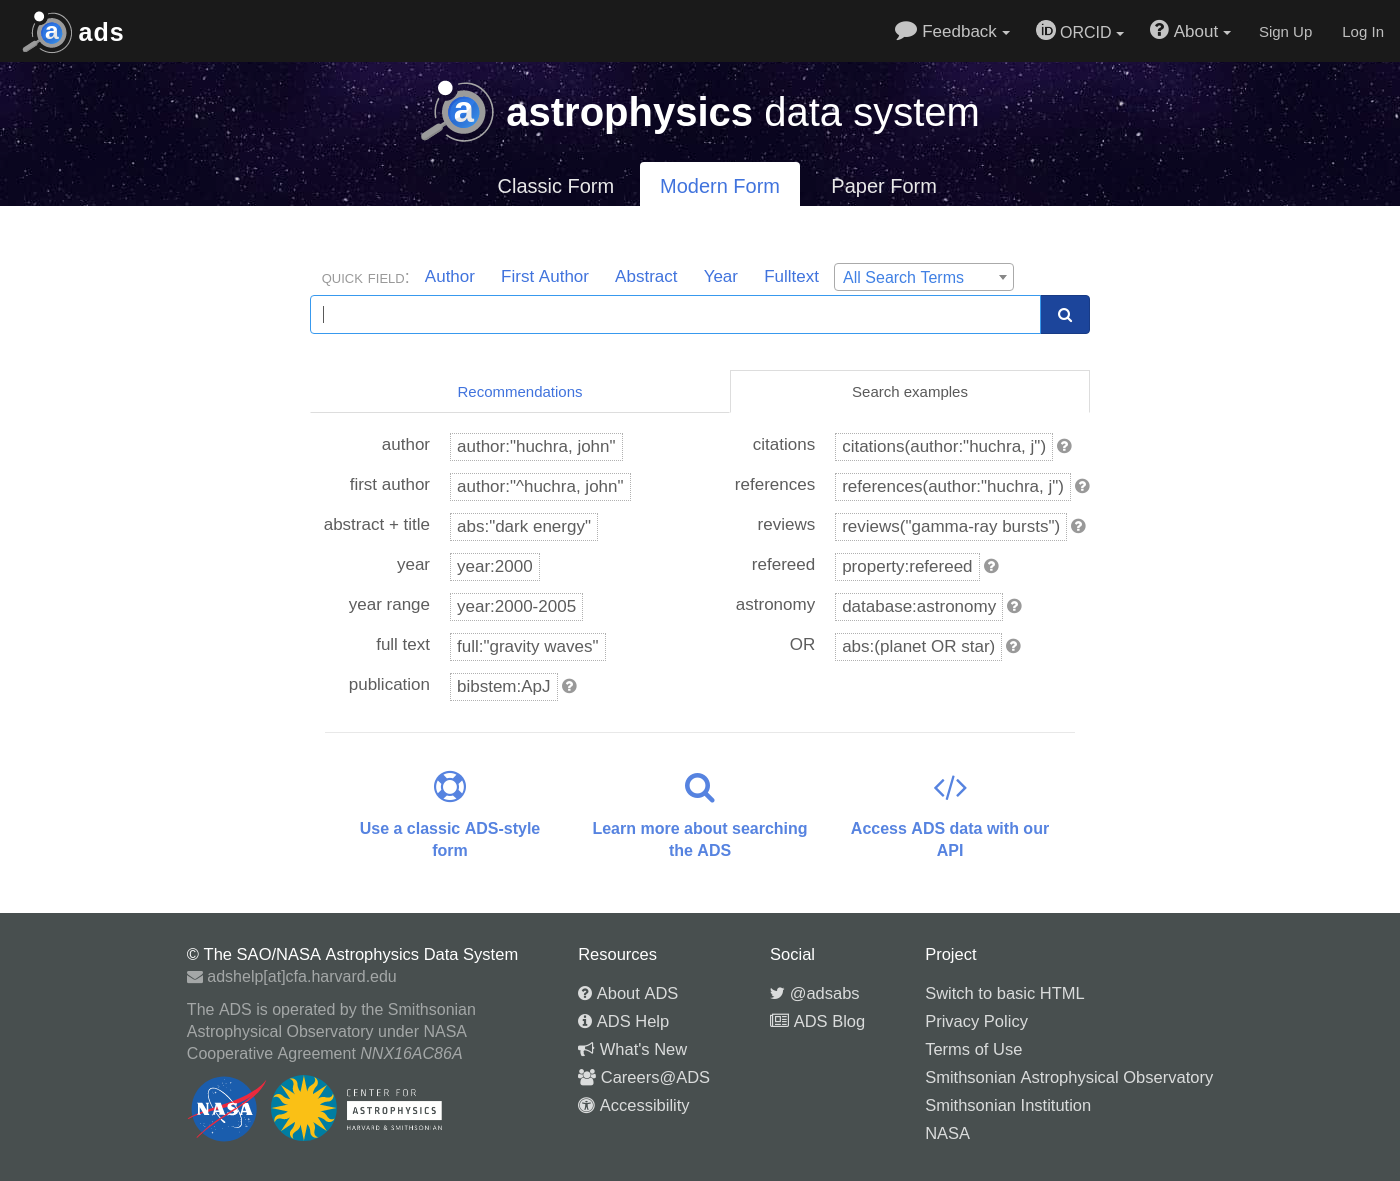 a ads
Feedback
iD ORCID
About
Sign Up
Log In
a astrophysics data system
Classic Form
Modern Form
Paper Form
QUICK FIELD:
Author
First Author
Abstract
Year
Fulltext
All Search Terms
Recommendations
Search examples
author author:"huchra, john"
first author author:"^huchra, john"
abstract + title abs:"dark energy"
year year:2000
year range year:2000-2005
full text full:"gravity waves"
publication bibstem:ApJ
citations citations(author:"huchra, j")
references references(author:"huchra, j")
reviews reviews("gamma-ray bursts")
refereed property:refereed
astronomy database:astronomy
OR abs:(planet OR star)
Use a classic ADS-style
form
Learn more about searching
the ADS
Access ADS data with our
API
© The SAO/NASA Astrophysics Data System
adshelp[at]cfa.harvard.edu
The ADS is operated by the Smithsonian
Astrophysical Observatory under NASA
Cooperative Agreement NNX16AC86A
NASA
CENTER FOR
ASTROPHYSICS
HARVARD & SMITHSONIAN
Resources
About ADS
ADS Help
What's New
Careers@ADS
Accessibility
Social
@adsabs
ADS Blog
Project
Switch to basic HTML
Privacy Policy
Terms of Use
Smithsonian Astrophysical Observatory
Smithsonian Institution
NASA